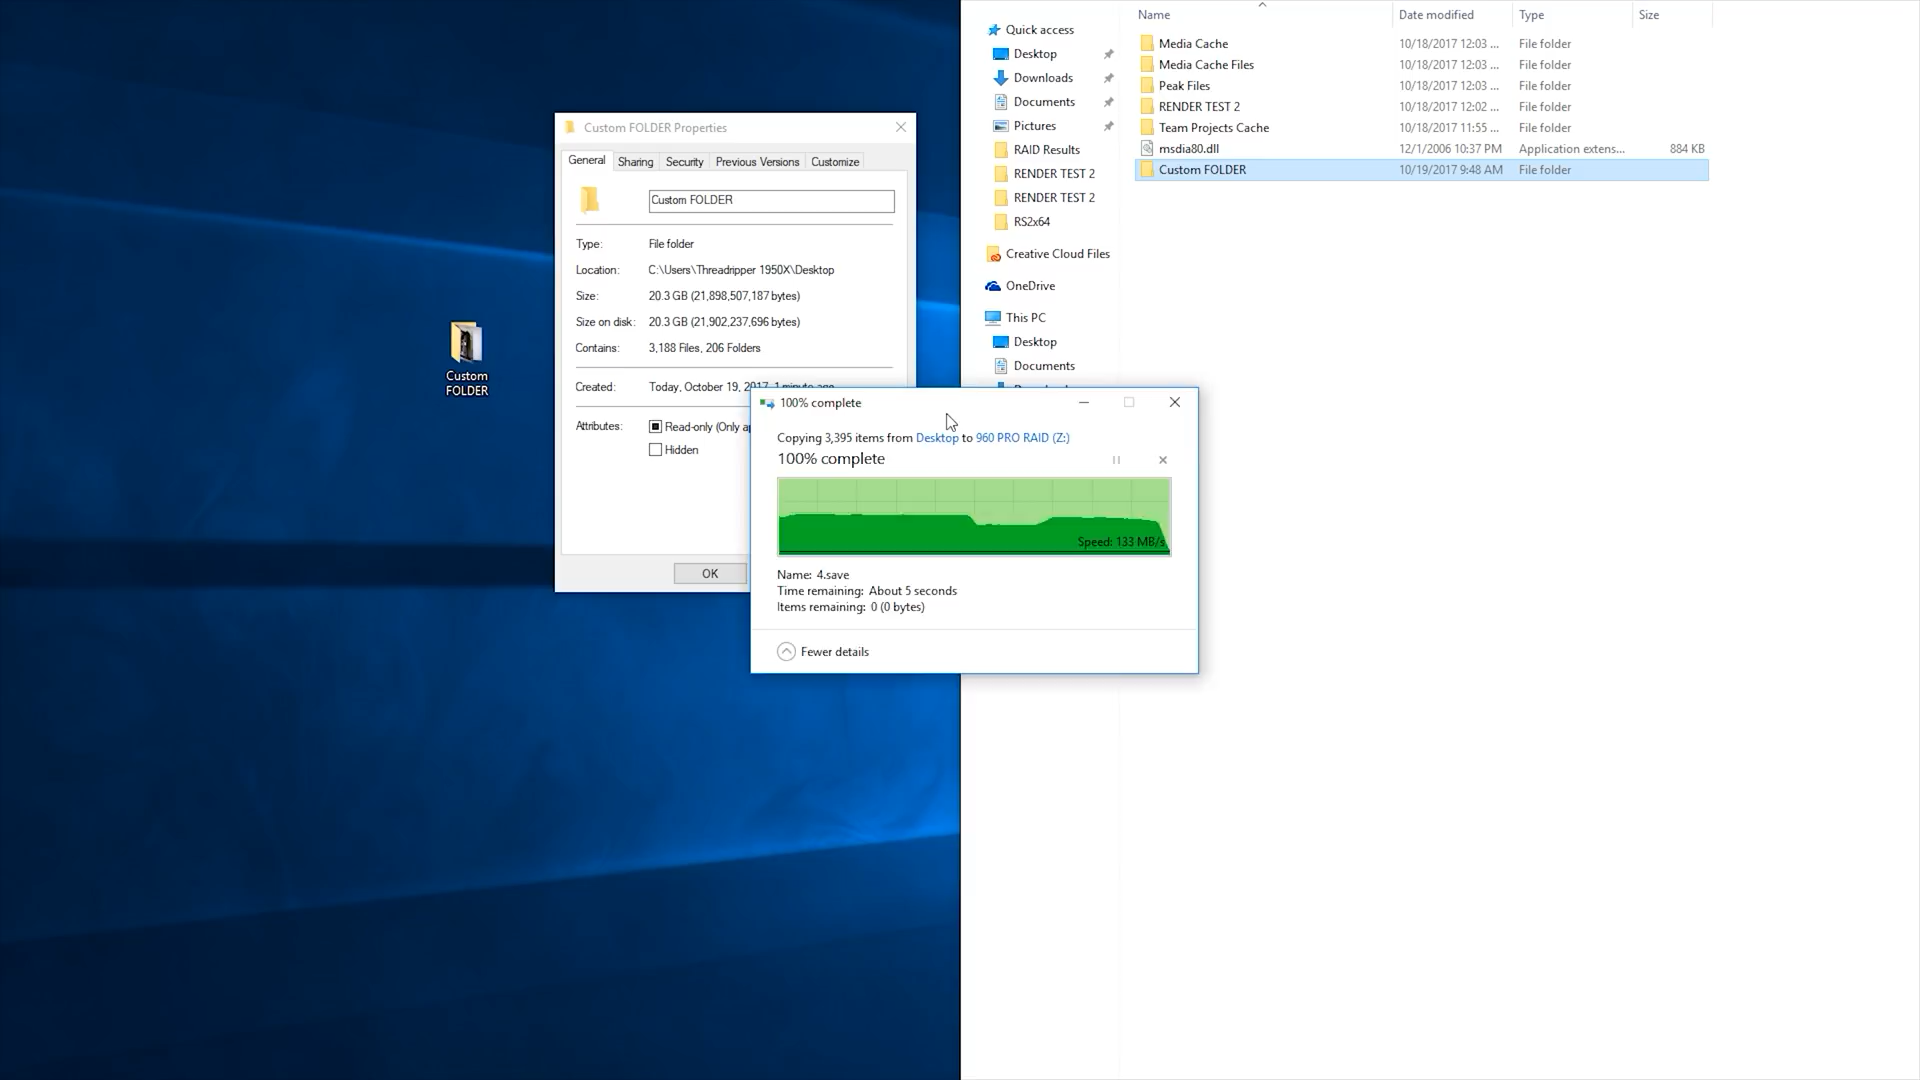 Custom
FOLDER
Custom FOLDER Properties
General
Sharing
Security
Previous Versions
Customize
Custom FOLDER
Type: File folder
Location: C:\Users\Threadripper 1950X\Desktop
Size: 20.3 GB (21,898,507,187 bytes)
Size on disk: 20.3 GB (21,902,237,696 bytes)
Contains: 3,188 Files, 206 Folders
Created: Today, October 19, 2017, 1 minute ago
Attributes: Read-only (Only ap
Hidden
OK
100% complete
Copying 3,395 items from Desktop to 960 PRO RAID (Z:)
100% complete
Speed: 133 MB/s
Name: 4.save
Time remaining: About 5 seconds
Items remaining: 0 (0 bytes)
Fewer details
Quick access
Desktop
Downloads
Documents
Pictures
RAID Results
RENDER TEST 2
RENDER TEST 2
RS2x64
Creative Cloud Files
OneDrive
This PC
Desktop
Documents
Name Date modified Type Size
Media Cache 10/18/2017 12:03 ... File folder
Media Cache Files 10/18/2017 12:03 ... File folder
Peak Files 10/18/2017 12:03 ... File folder
RENDER TEST 2 10/18/2017 12:02 ... File folder
Team Projects Cache 10/18/2017 11:55 ... File folder
msdia80.dll 12/1/2006 10:37 PM Application extens... 884 KB
Custom FOLDER 10/19/2017 9:48 AM File folder